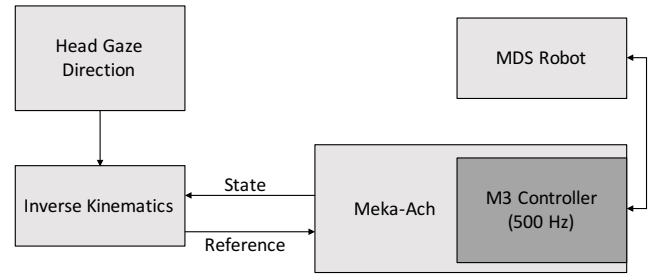 Head Gaze
Direction
MDS Robot
Inverse Kinematics
State
Reference
Meka-Ach
M3 Controller
(500 Hz)